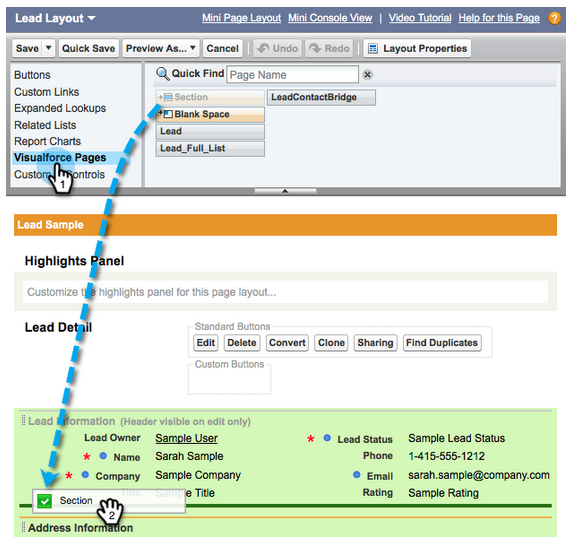 Lead Layout
Mini Page Layout Mini Console View | Video Tutorial Help for this Page ?
Save Quick Save Preview As... Cancel Undo Redo Layout Properties
Buttons
Custom Links
Expanded Lookups
Related Lists
Report Charts
Visualforce Pages
Custom Controls
1
Quick Find Page Name
Section LeadContactBridge
Blank Space
Lead
Lead_Full_List
Lead Sample
Highlights Panel
Customize the highlights panel for this page layout...
Lead Detail
Standard Buttons
Edit Delete Convert Clone Sharing Find Duplicates
Custom Buttons
Lead Information (Header visible on edit only)
Lead Owner Sample User * Lead Status Sample Lead Status
* Name Sarah Sample Phone 1-415-555-1212
* Company Sample Company Email sarah.sample@company.com
Title Sample Title Rating Sample Rating
Section
2
Address Information